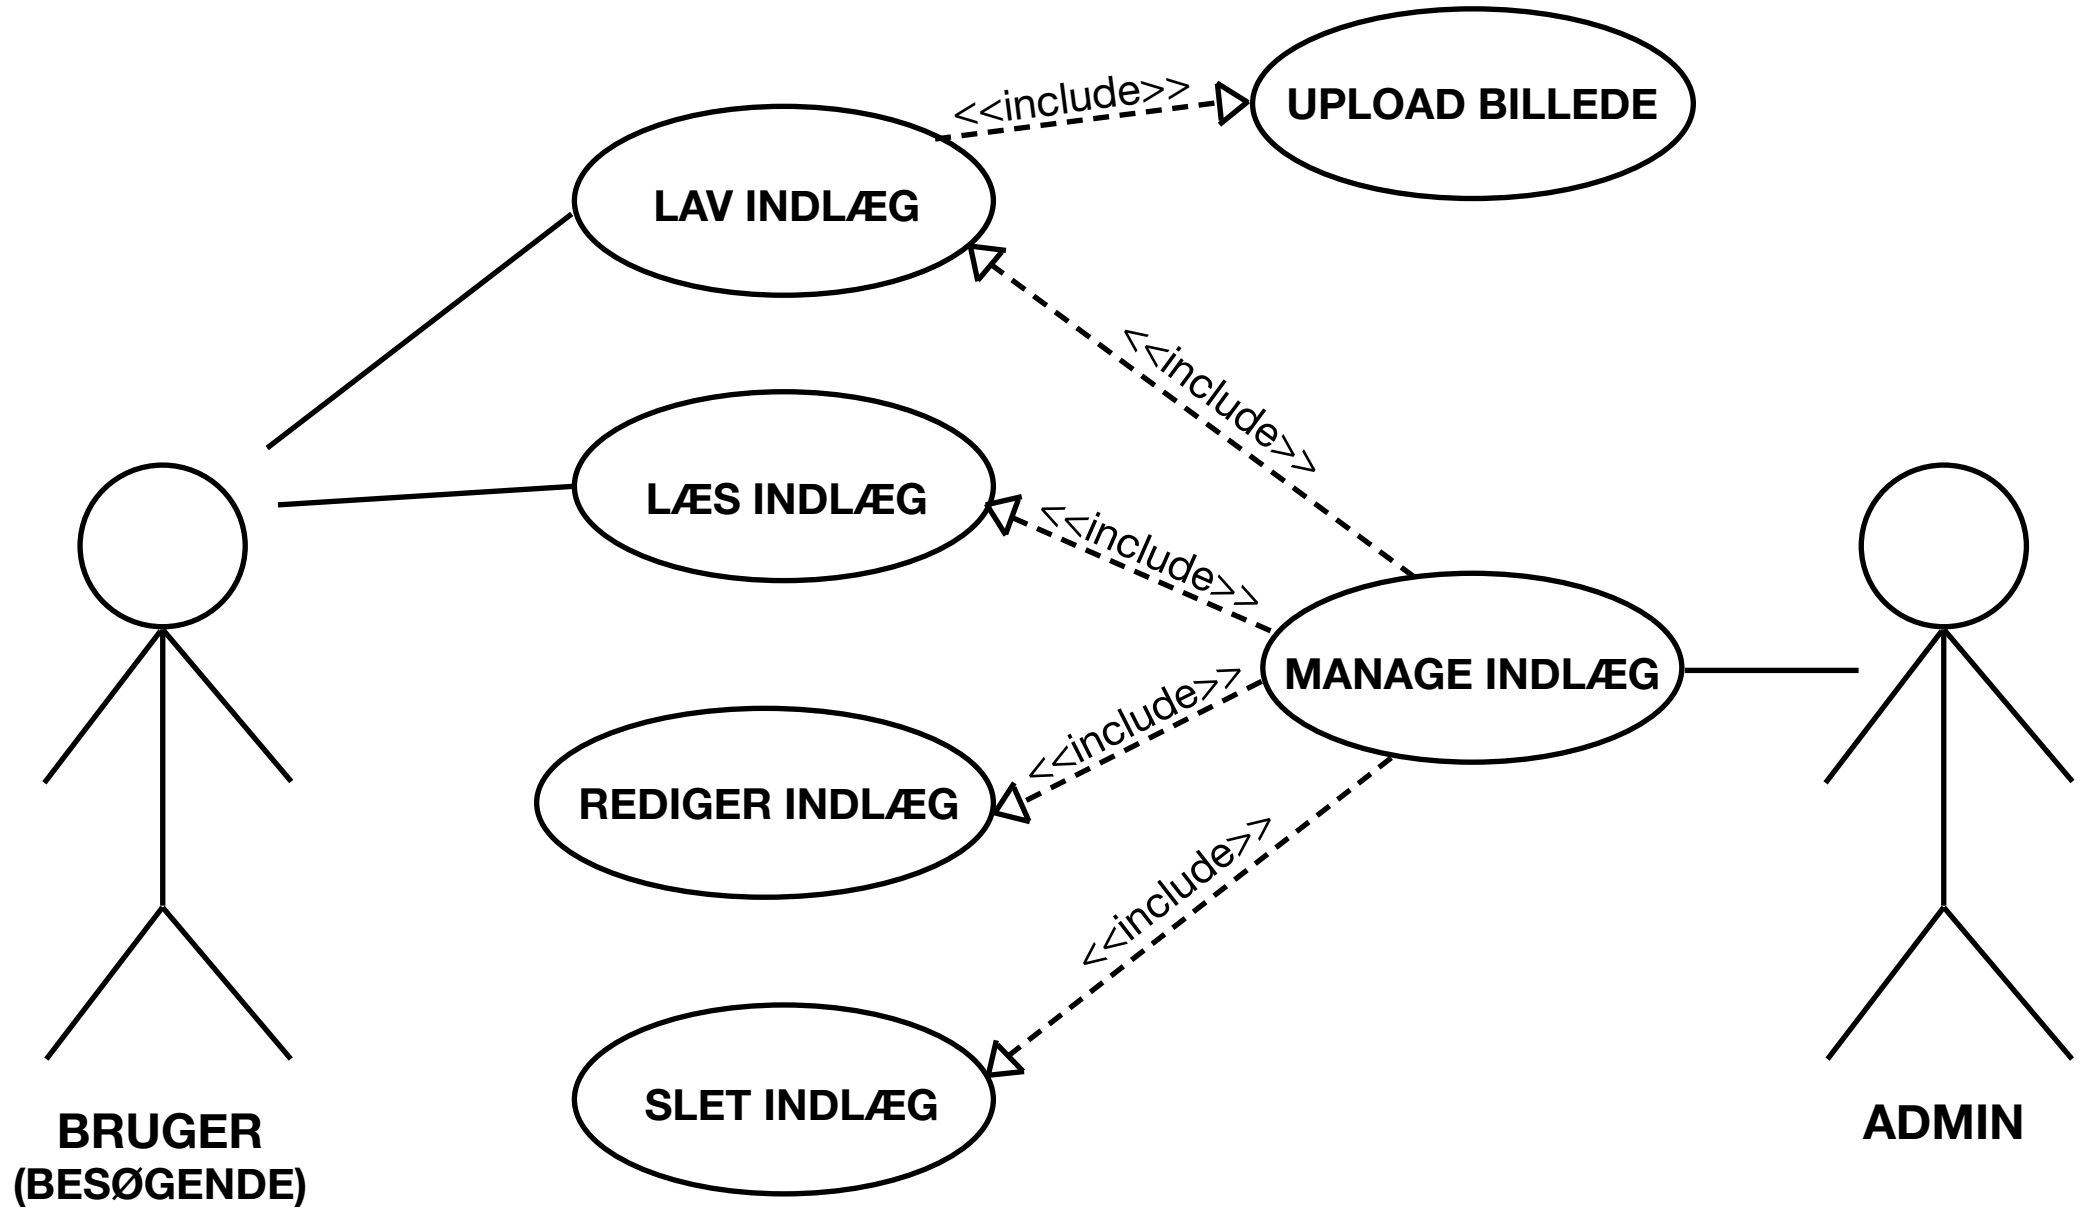 <<include>>
UPLOAD BILLEDE
LAV INDLÆG
<<include>>
LÆS INDLÆG
<<include>>
MANAGE INDLÆG
<<include>>
REDIGER INDLÆG
<<include>>
SLET INDLÆG
BRUGER
(BESØGENDE)
ADMIN